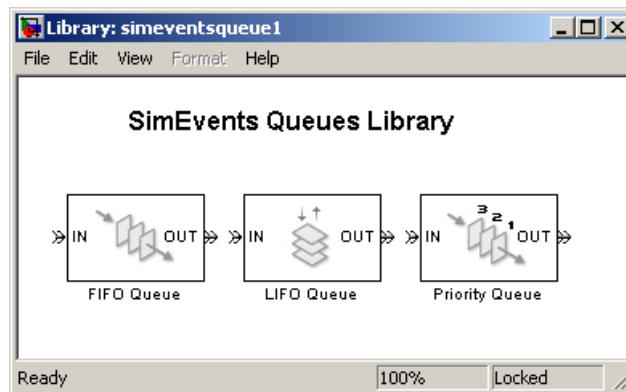 Library: simeventsqueue1
File Edit View Format Help
SimEvents Queues Library
IN OUT IN OUT IN 3 2 1 OUT
FIFO Queue LIFO Queue Priority Queue
Ready 100% Locked